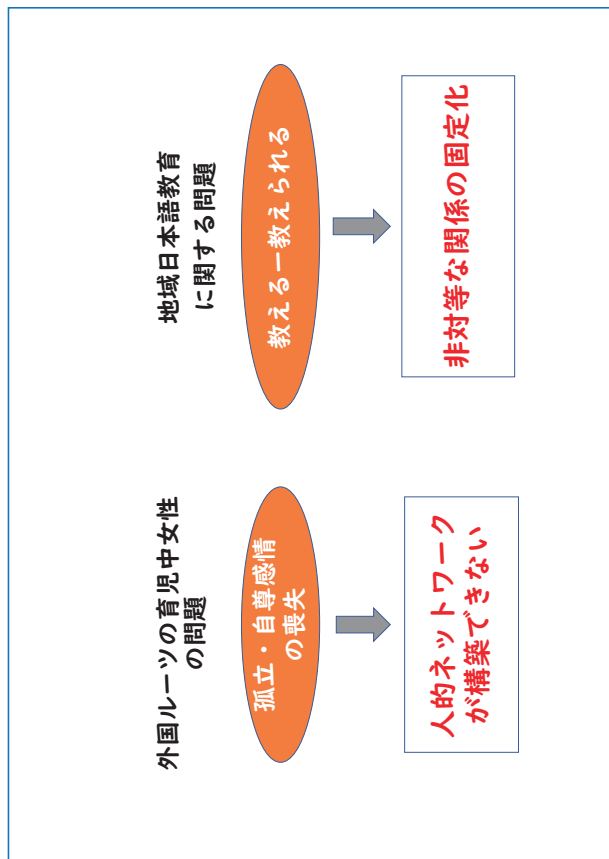 外国ルーツの育児中女性
の問題
孤立・自尊感情
の喪失
人的ネットワーク
が構築できない
地域日本語教育
に関する問題
教える－教えられる
非対等な関係の固定化